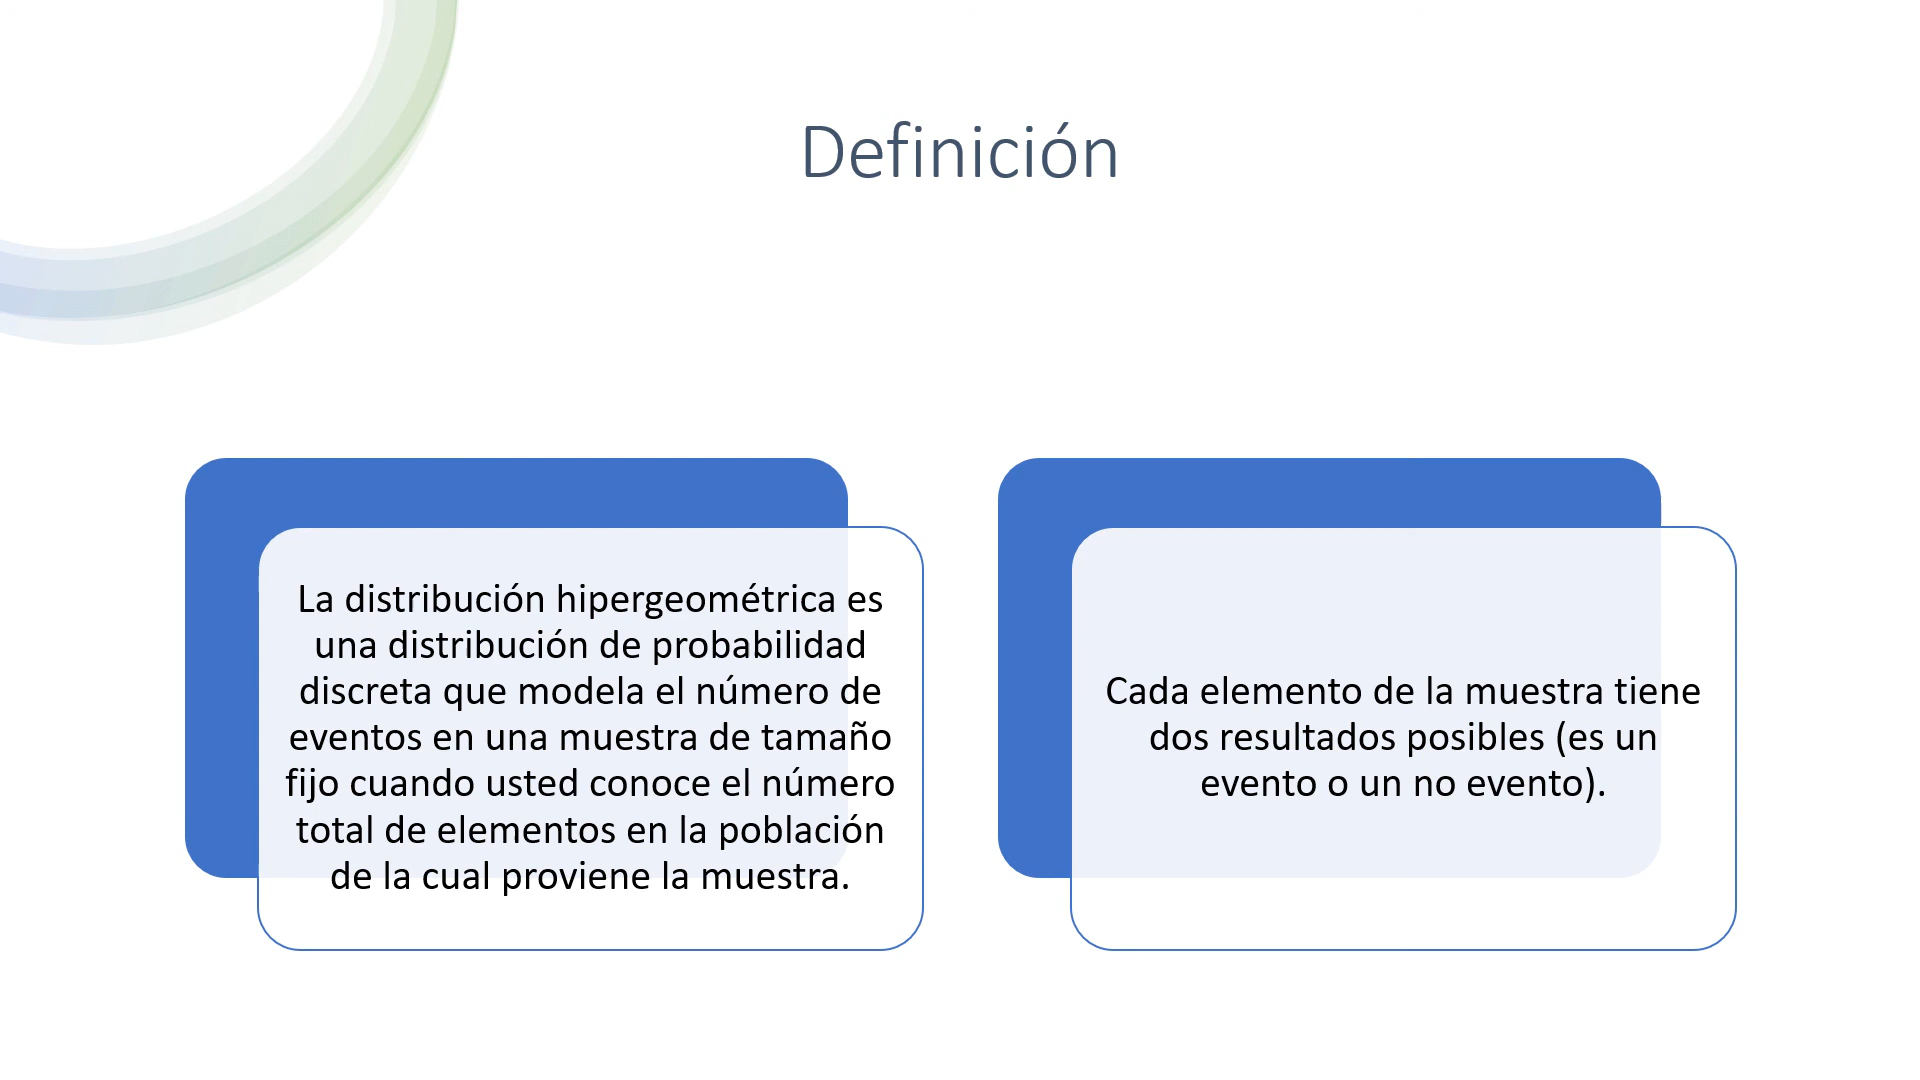 Definición
La distribución hipergeométrica es
una distribución de probabilidad
discreta que modela el número de
eventos en una muestra de tamaño
fijo cuando usted conoce el número
total de elementos en la población
de la cual proviene la muestra.
Cada elemento de la muestra tiene
dos resultados posibles (es un
evento o un no evento).